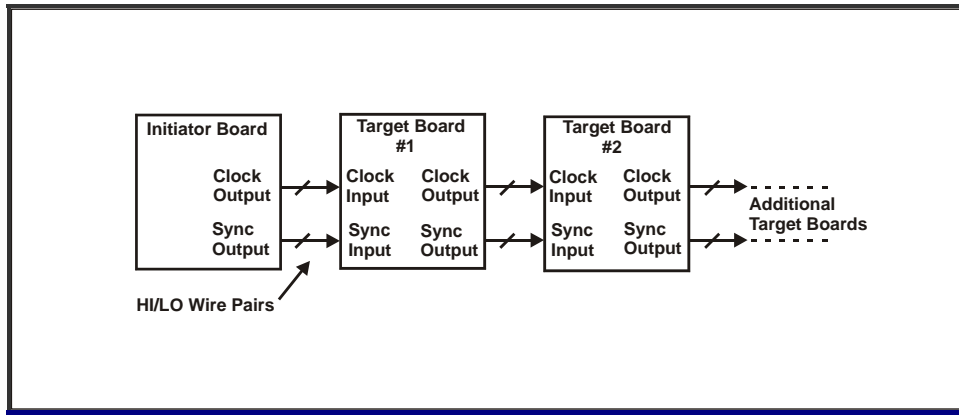 Initiator Board
Clock
Output
Sync
Output
Target Board
#1
Clock
Input
Clock
Output
Sync
Input
Sync
Output
Target Board
#2
Clock
Input
Clock
Output
Sync
Input
Sync
Output
Additional
Target Boards
HI/LO Wire Pairs